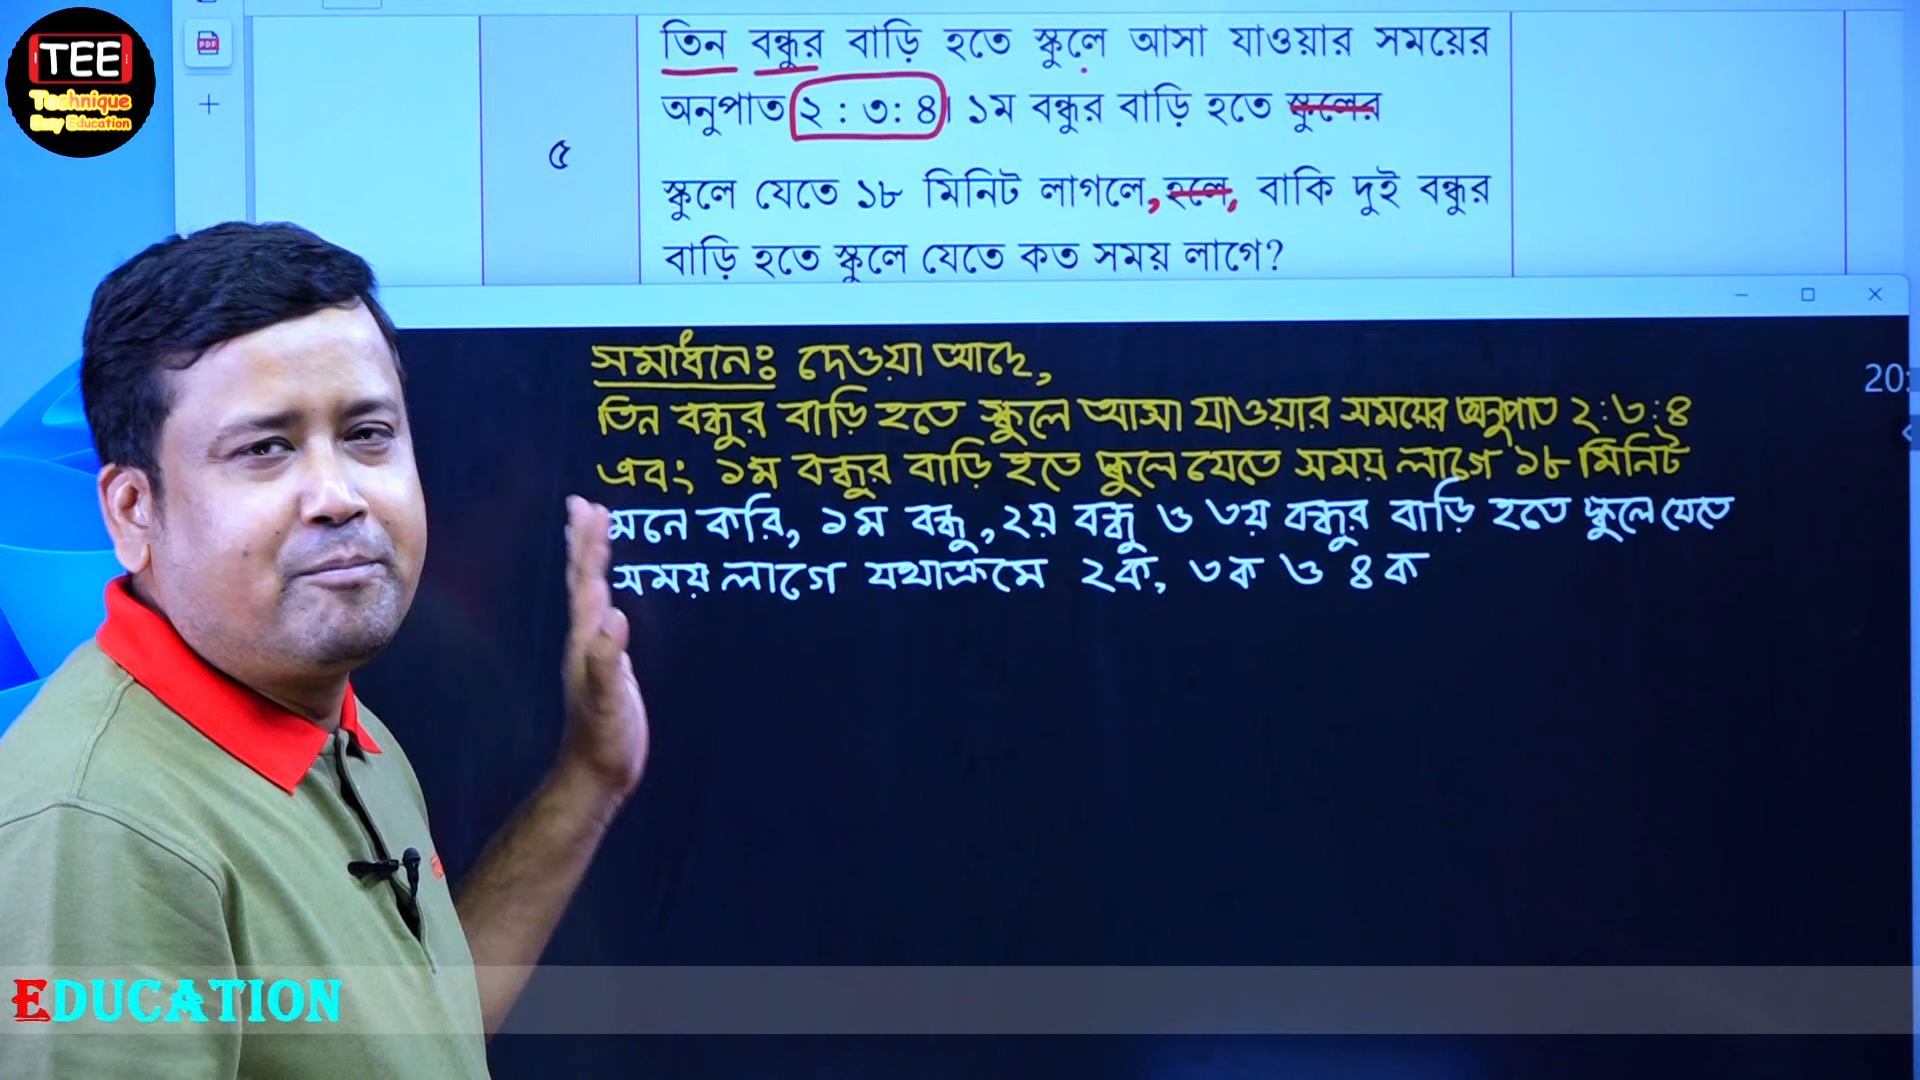 TEE
Technique
Easy Education
PDF
তিন বন্ধুর বাড়ি হতে স্কুলে আসা যাওয়ার সময়ের
অনুপাত ২ : ৩: ৪। ১ম বন্ধুর বাড়ি হতে স্কুলের
৫
স্কুলে যেতে ১৮ মিনিট লাগলে, হলে, বাকি দুই বন্ধুর
বাড়ি হতে স্কুলে যেতে কত সময় লাগে?
সমাধানঃ দেওয়া আছে,
তিন বন্ধুর বাড়ি হতে স্কুলে আসা যাওয়ার সময়ের অনুপাত ২:৩:৪
এবং ১ম বন্ধুর বাড়ি হতে স্কুলে যেতে সময় লাগে ১৮ মিনিট
মনে করি, ১ম বন্ধু, ২য় বন্ধু ও ৩য় বন্ধুর বাড়ি হতে স্কুলে যেতে
সময় লাগে যথাক্রমে ২ক, ৩ক ও ৪ক
EDUCATION